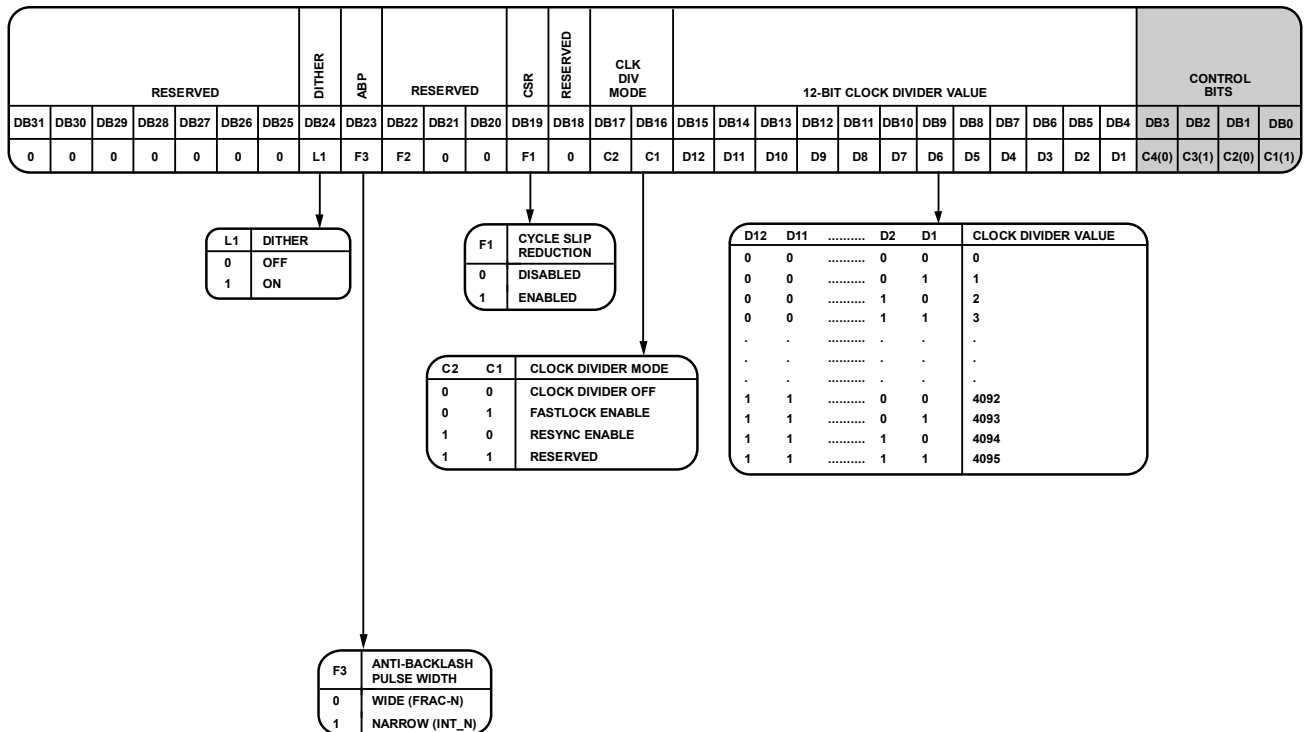 RESERVED DITHER ABP RESERVED CSR RESERVED CLK DIV MODE 12-BIT CLOCK DIVIDER VALUE CONTROL BITS
DB31 DB30 DB29 DB28 DB27 DB26 DB25 DB24 DB23 DB22 DB21 DB20 DB19 DB18 DB17 DB16 DB15 DB14 DB13 DB12 DB11 DB10 DB9 DB8 DB7 DB6 DB5 DB4 DB3 DB2 DB1 DB0
0 0 0 0 0 0 0 L1 F3 F2 0 0 F1 0 C2 C1 D12 D11 D10 D9 D8 D7 D6 D5 D4 D3 D2 D1 C4(0) C3(1) C2(0) C1(1)
L1 DITHER
0 OFF
1 ON
F1 CYCLE SLIP
REDUCTION
0 DISABLED
1 ENABLED
D12 D11 .......... D2 D1 CLOCK DIVIDER VALUE
0 0 .......... 0 0 0
0 0 .......... 0 1 1
0 0 .......... 1 0 2
0 0 .......... 1 1 3
. . .......... . . .
. . .......... . . .
. . .......... . . .
1 1 .......... 0 0 4092
1 1 .......... 0 1 4093
1 1 .......... 1 0 4094
1 1 .......... 1 1 4095
C2 C1 CLOCK DIVIDER MODE
0 0 CLOCK DIVIDER OFF
0 1 FASTLOCK ENABLE
1 0 RESYNC ENABLE
1 1 RESERVED
F3 ANTI-BACKLASH
PULSE WIDTH
0 WIDE (FRAC-N)
1 NARROW (INT_N)